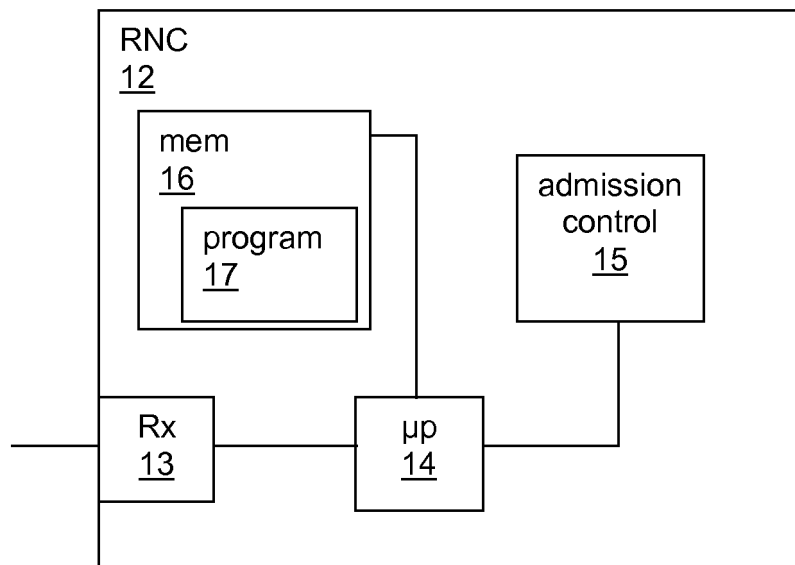 RNC
12
mem
16
program
17
admission
control
15
Rx
13
µp
14